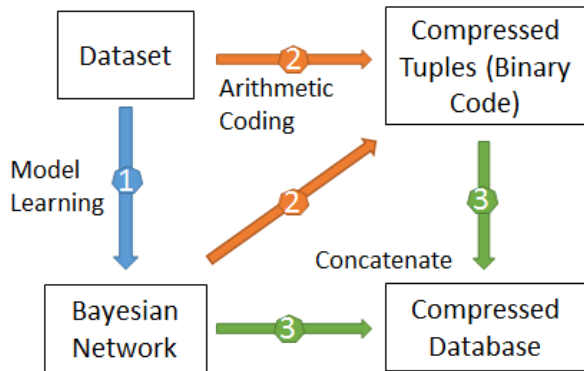 Dataset
2
Arithmetic
Coding
Compressed
Tuples (Binary
Code)
Model
Learning
1
2
3
Concatenate
Bayesian
Network
3
Compressed
Database